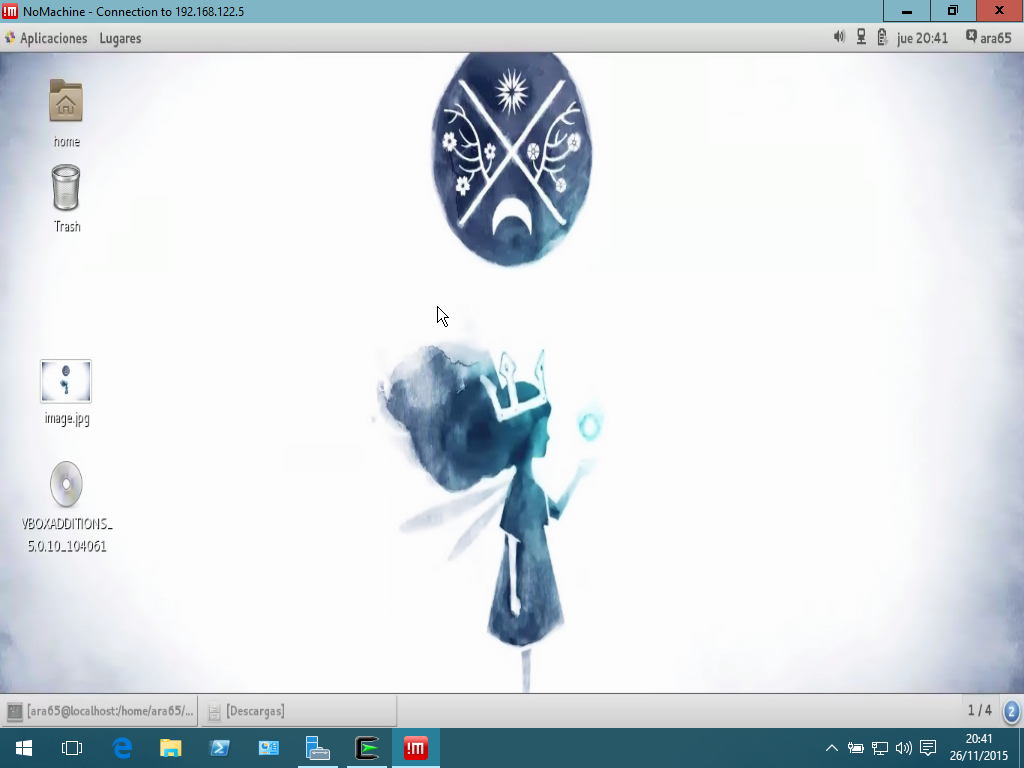 !M NoMachine - Connection to 192.168.122.5
Aplicaciones Lugares jue 20:41 ara65
home
Trash
image.jpg
VBOXADDITIONS_
5.0.10_104061
[ara65@localhost:/home/ara65/... [Descargas] 1 / 4 2
!M 20:41
26/11/2015